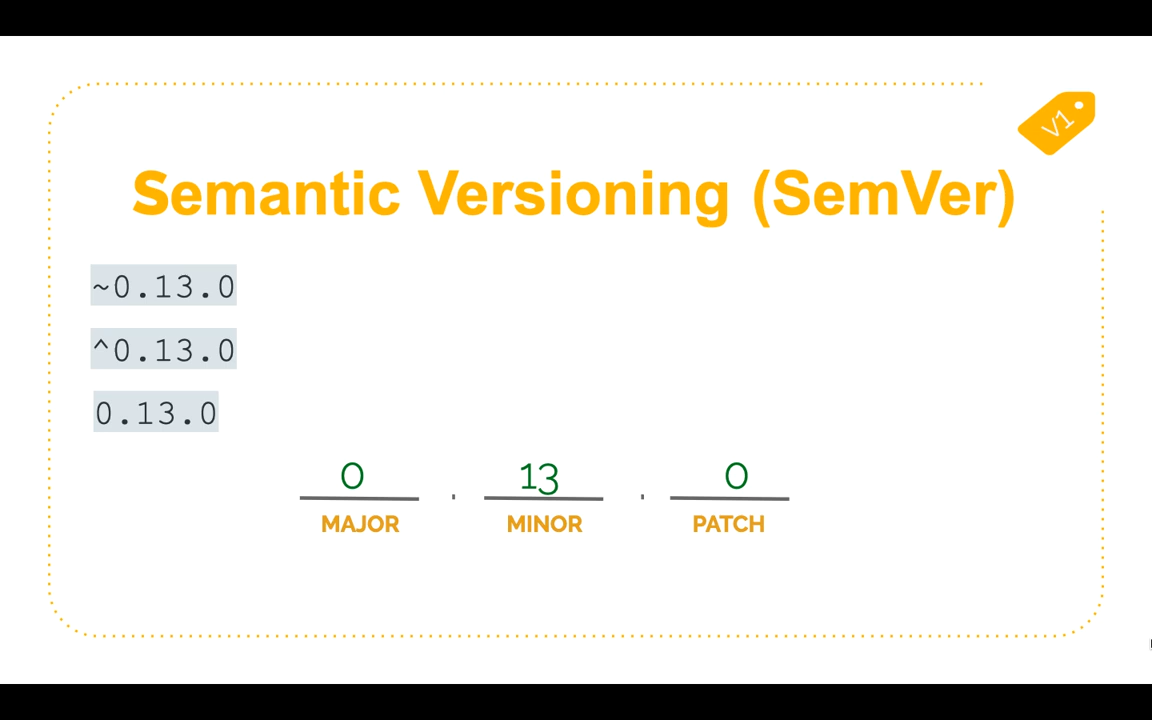 V1
Semantic Versioning (SemVer)
~0.13.0
^0.13.0
0.13.0
0 . 13 . 0
MAJOR MINOR PATCH